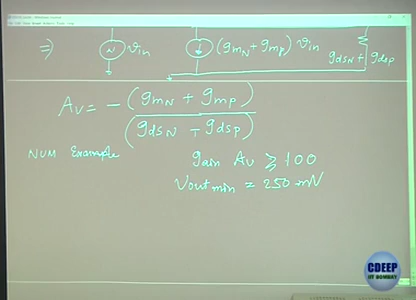 ⇒ N vin (gmN + gmp) vin gdsN + gdsp
Av = - (gmN + gmp) / (gdsN + gdsp)
NUM Example
gain Av ≥ 100
Vout min = 250 mV
CDEEP
IIT BOMBAY